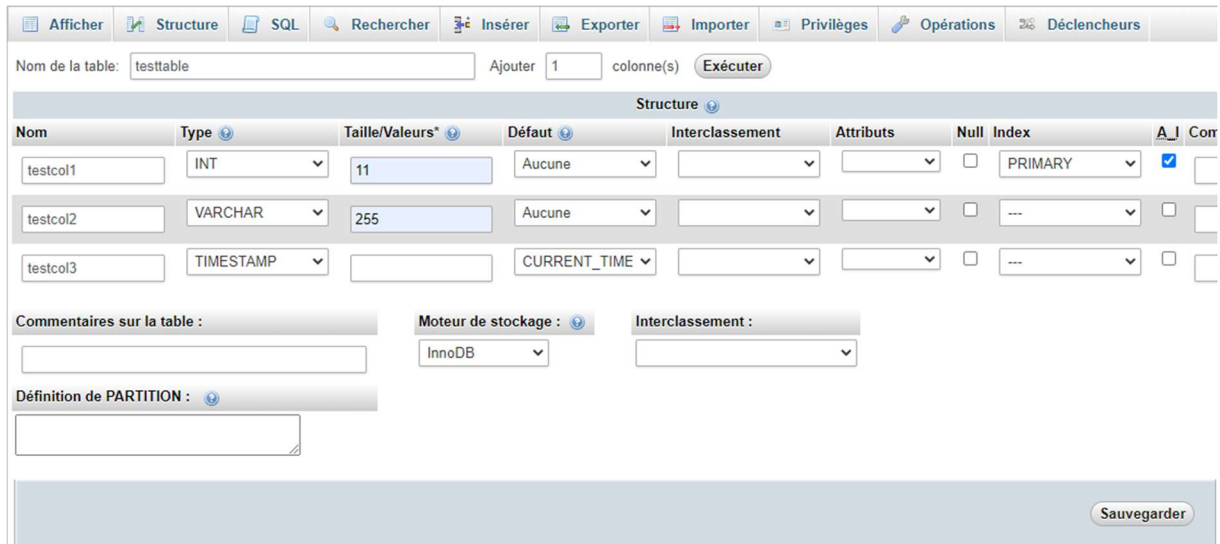 Afficher Structure SQL Rechercher Insérer Exporter Importer Privilèges Opérations Déclencheurs
Nom de la table: testtable Ajouter 1 colonne(s) Exécuter
Structure
Nom Type Taille/Valeurs* Défaut Interclassement Attributs Null Index A_I Com
testcol1 INT 11 Aucune PRIMARY
testcol2 VARCHAR 255 Aucune ---
testcol3 TIMESTAMP CURRENT_TIME ---
Commentaires sur la table : Moteur de stockage : Interclassement :
InnoDB
Définition de PARTITION :
Sauvegarder